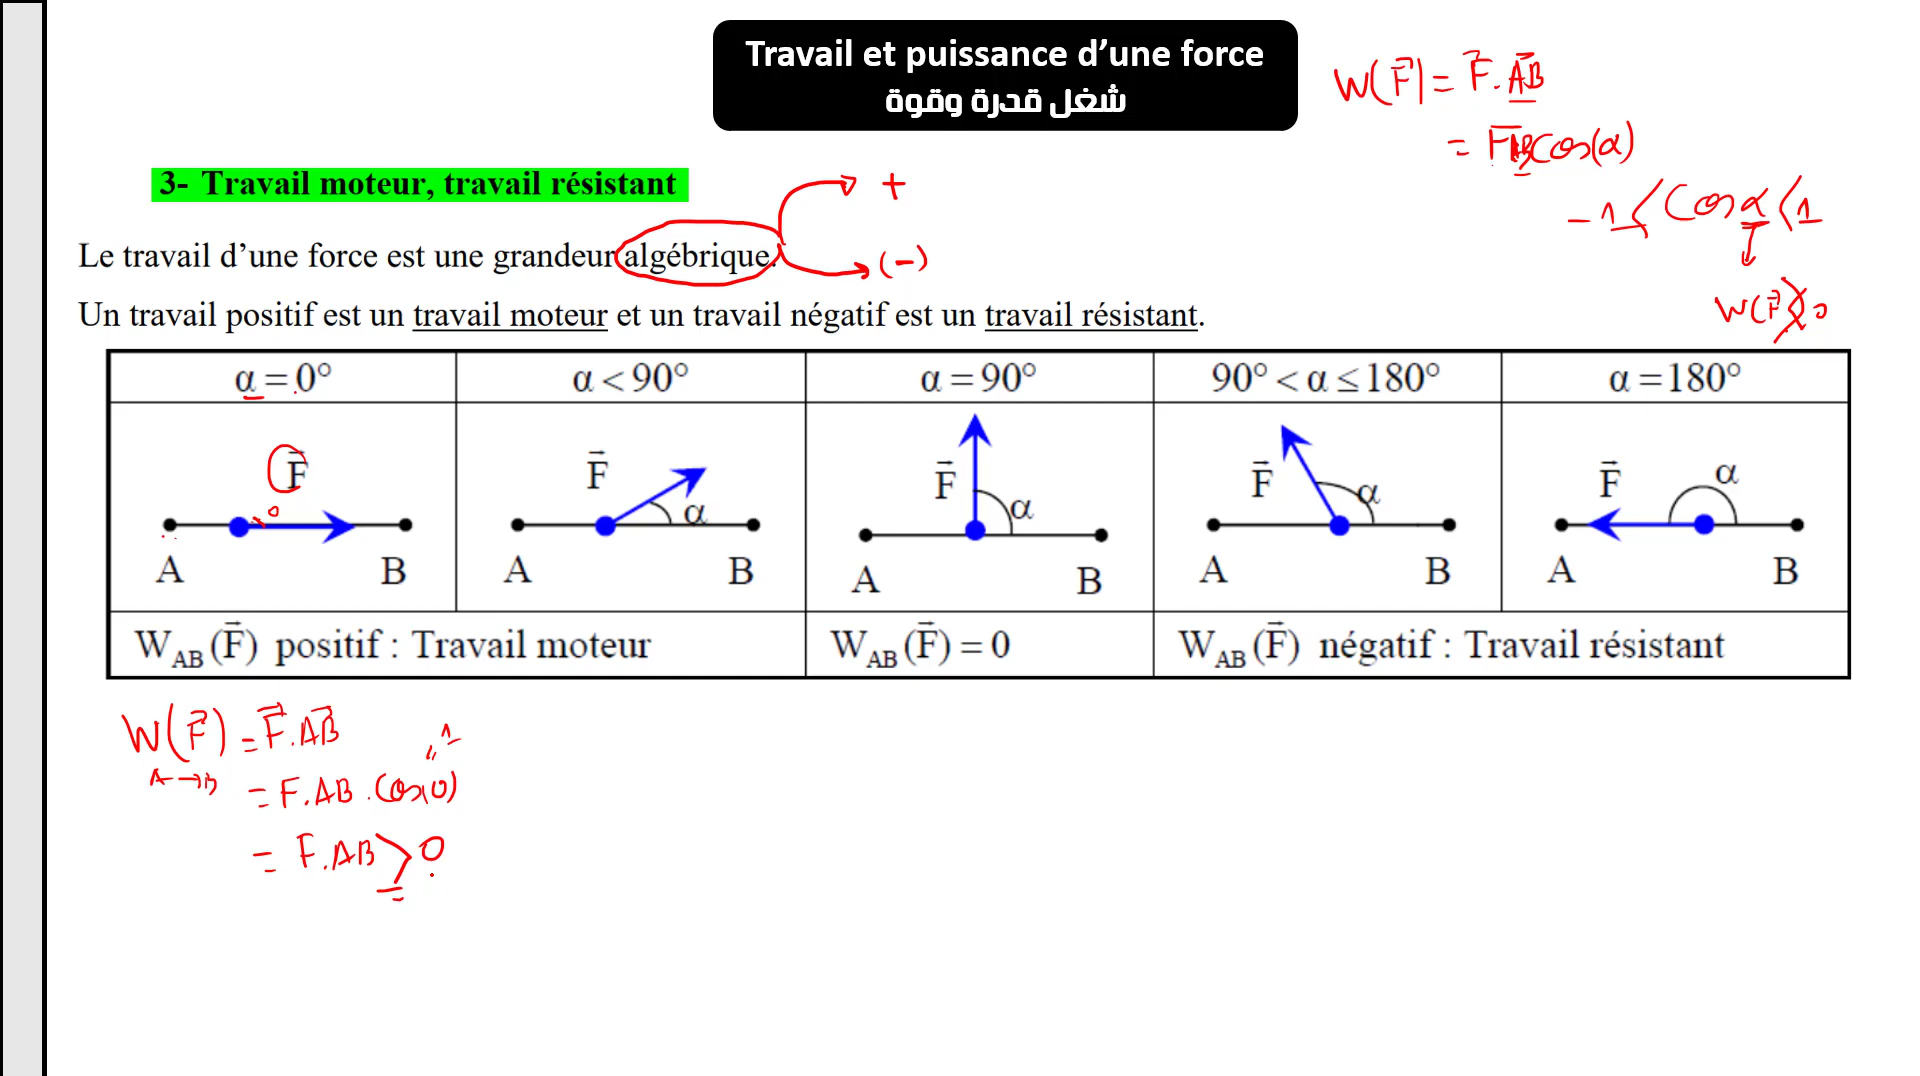 Travail et puissance d’une force
شغل قدرة وقوة
W(F⃗) = F⃗.AB⃗
= F AB cos(α)
-1 ⟨ Cos α ⟨ 1
3- Travail moteur, travail résistant
+
Le travail d’une force est une grandeur algébrique.
(-)
W(F⃗) 0
Un travail positif est un travail moteur et un travail négatif est un travail résistant.
α = 0° α < 90° α = 90° 90° < α ≤ 180° α = 180°
F⃗ F⃗ α F⃗ α F⃗ α F⃗ α
0
A B A B A B A B A B
W_AB(F⃗) positif : Travail moteur W_AB(F⃗) = 0 W_AB(F⃗) négatif : Travail résistant
W(F⃗) = F⃗.AB⃗
A→B
1
= F.AB.Cos(0)
= F.AB > 0